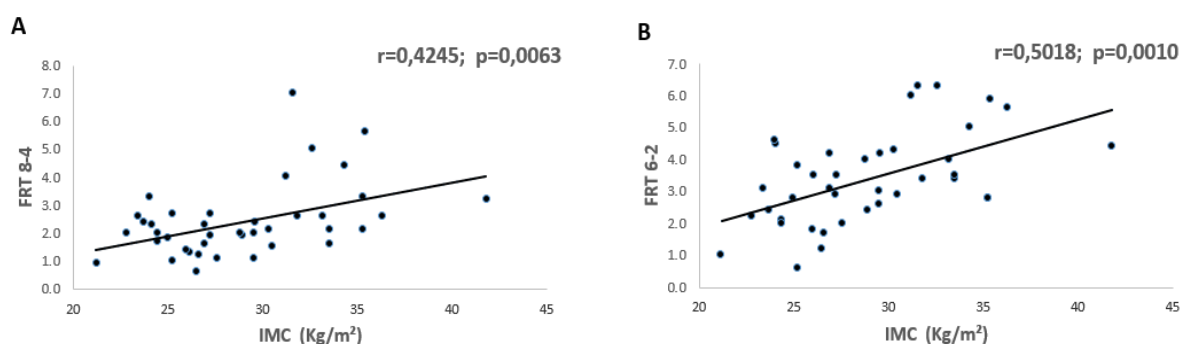 A
r=0,4245; p=0,0063
8.0
7.0
6.0
5.0
4.0
3.0
2.0
1.0
0.0
FRT 8-4
20 25 30 35 40 45
IMC (Kg/m²)
B
r=0,5018; p=0,0010
7.0
6.0
5.0
4.0
3.0
2.0
1.0
0.0
FRT 6-2
20 25 30 35 40 45
IMC (Kg/m²)